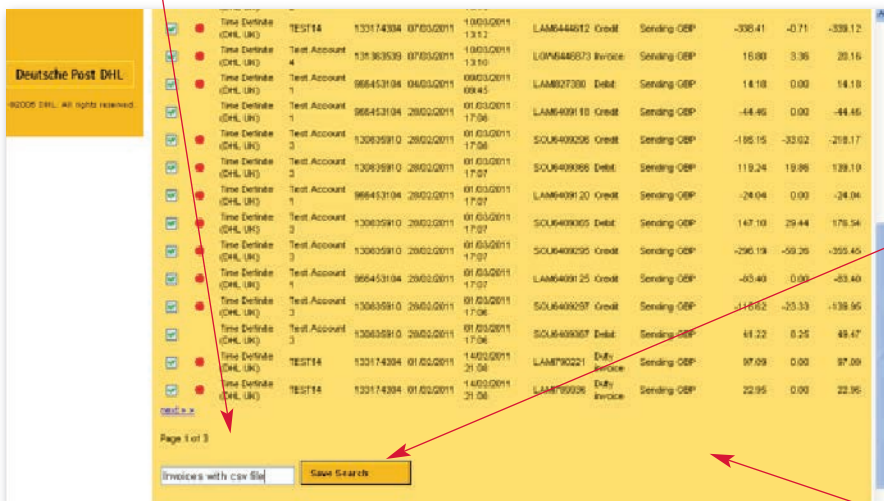 Time Definite TEST14 133174304 07/03/2011 10/03/2011 LAM6444612 Credit Sending GBP -338.41 -0.71 -339.12
(DHL UK) 13:12
Time Definite Test Account 131363539 07/03/2011 10/03/2011 Invoice Sending GBP 16.80 3.36 20.16
(DHL UK) 4 13:10
Deutsche Post DHL
Time Definite Test Account 966453104 04/03/2011 09/03/2011 LAM827380 Debit Sending GBP 14.18 0.00 14.18
(DHL UK) 1 09:45
DHL. All rights reserved.
Time Definite Test Account 966453104 28/02/2011 01/03/2011 LAM6409118 Credit Sending GBP -44.46 0.00 -44.46
(DHL UK) 1 17:06
Time Definite Test Account 130835910 28/02/2011 01/03/2011 SOU6409296 Credit Sending GBP -185.15 -33.02 -218.17
(DHL UK) 3 17:06
Time Definite Test Account 130835910 28/02/2011 01/03/2011 SOU6409366 Debit Sending GBP 119.24 19.86 139.10
(DHL UK) 3 17:07
Time Definite Test Account 966453104 28/02/2011 01/03/2011 LAM6409120 Credit Sending GBP -24.04 0.00 -24.04
(DHL UK) 1 17:07
Time Definite Test Account 130835910 28/02/2011 01/03/2011 SOU6409365 Debit Sending GBP 147.10 29.44 176.54
(DHL UK) 3 17:07
Time Definite Test Account 130835910 28/02/2011 01/03/2011 SOU6409295 Credit Sending GBP -296.19 -59.26 -355.45
(DHL UK) 3 17:07
Time Definite Test Account 966453104 28/02/2011 01/03/2011 LAM6409125 Credit Sending GBP -83.40 0.00 -83.40
(DHL UK) 1 17:07
Time Definite Test Account 130835910 28/02/2011 01/03/2011 SOU6409297 Credit Sending GBP -116.62 -23.33 -139.95
(DHL UK) 3 17:06
Time Definite Test Account 130835910 28/02/2011 01/03/2011 SOU6409367 Debit Sending GBP 41.22 8.25 49.47
(DHL UK) 3 17:06
Time Definite TEST14 133174304 01/02/2011 14/02/2011 LAM790221 Duty Sending GBP 97.09 0.00 97.09
(DHL UK) 21:08 invoice
Time Definite TEST14 133174304 01/02/2011 14/02/2011 Duty Sending GBP 22.95 0.00 22.95
(DHL UK) 21:08 invoice
next > >
Page 1 of 3
Invoices with csv file Save Search